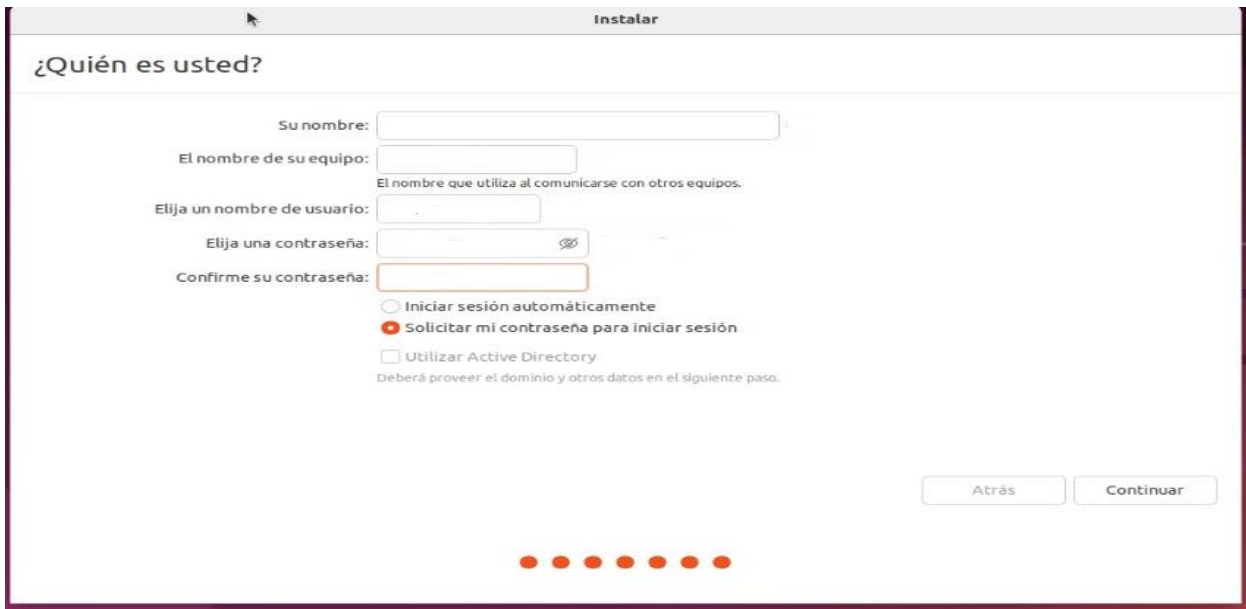 Instalar
¿Quién es usted?
Su nombre:
El nombre de su equipo:
El nombre que utiliza al comunicarse con otros equipos.
Elija un nombre de usuario:
Elija una contraseña:
Confirme su contraseña:
Iniciar sesión automáticamente
Solicitar mi contraseña para iniciar sesión
Utilizar Active Directory
Deberá proveer el dominio y otros datos en el siguiente paso.
Atrás Continuar